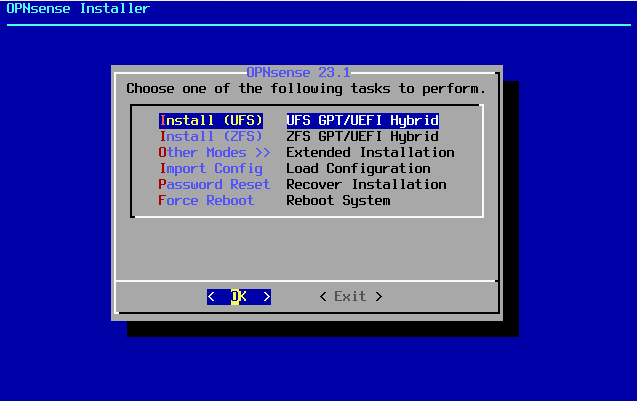 OPNsense Installer
OPNsense 23.1
Choose one of the following tasks to perform.
Install (UFS) UFS GPT/UEFI Hybrid
Install (ZFS) ZFS GPT/UEFI Hybrid
Other Modes >> Extended Installation
Import Config Load Configuration
Password Reset Recover Installation
Force Reboot Reboot System
< OK > < Exit >